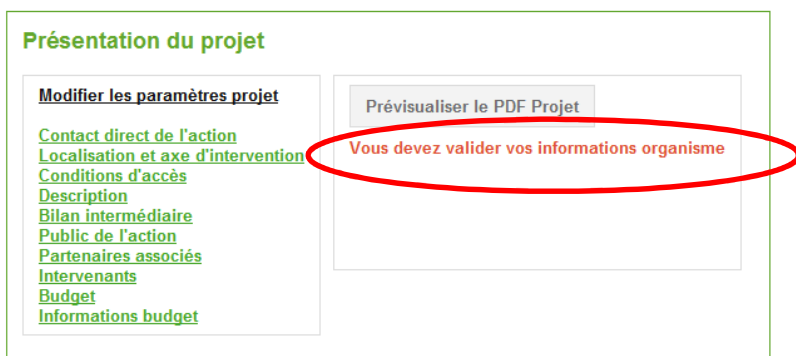 Présentation du projet
Modifier les paramètres projet
Contact direct de l'action
Localisation et axe d'intervention
Conditions d'accès
Description
Bilan intermédiaire
Public de l'action
Partenaires associés
Intervenants
Budget
Informations budget
Prévisualiser le PDF Projet
Vous devez valider vos informations organisme